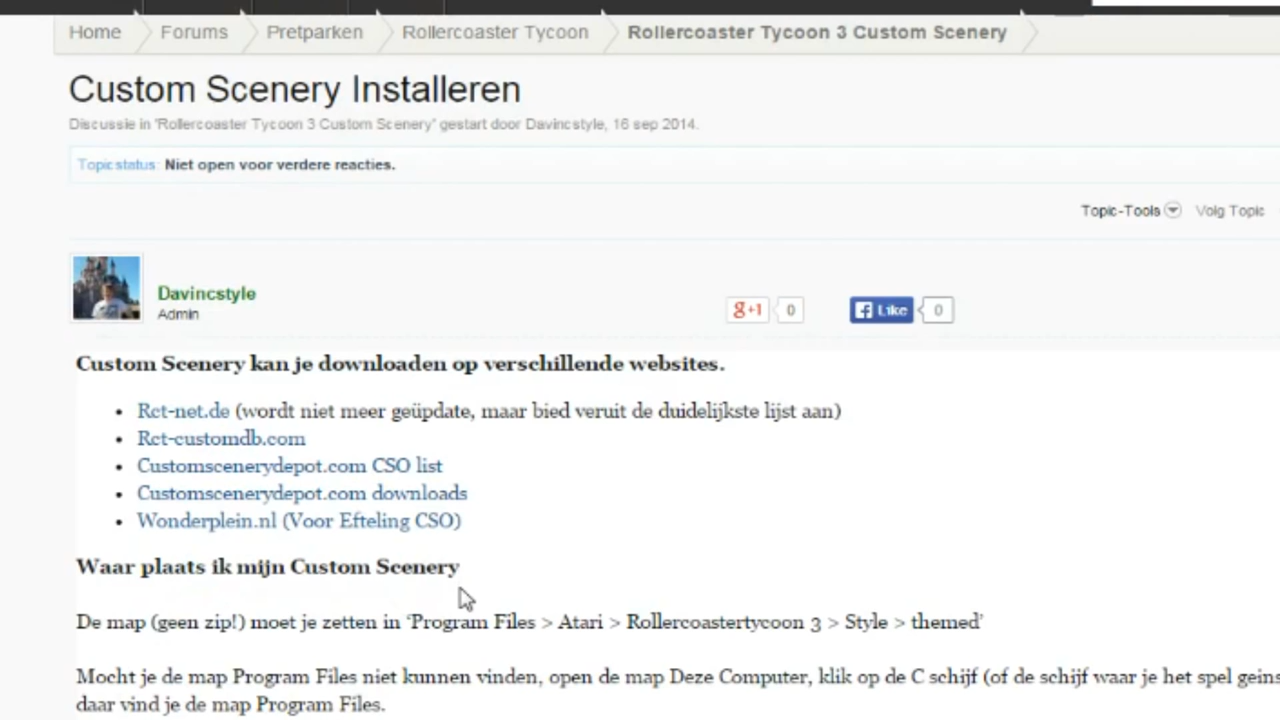 Home Forums Pretparken Rollercoaster Tycoon Rollercoaster Tycoon 3 Custom Scenery
Custom Scenery Installeren
Discussie in 'Rollercoaster Tycoon 3 Custom Scenery' gestart door Davincstyle, 16 sep 2014.
Topic status: Niet open voor verdere reacties.
Topic-Tools Volg Topic
Davincstyle
Admin
g+1 0 Like 0
Custom Scenery kan je downloaden op verschillende websites.
• Rct-net.de (wordt niet meer geüpdate, maar bied veruit de duidelijkste lijst aan)
• Rct-customdb.com
• Customscenerydepot.com CSO list
• Customscenerydepot.com downloads
• Wonderplein.nl (Voor Efteling CSO)
Waar plaats ik mijn Custom Scenery
De map (geen zip!) moet je zetten in ‘Program Files > Atari > Rollercoastertycoon 3 > Style > themed’
Mocht je de map Program Files niet kunnen vinden, open de map Deze Computer, klik op de C schijf (of de schijf waar je het spel geins
daar vind je de map Program Files.